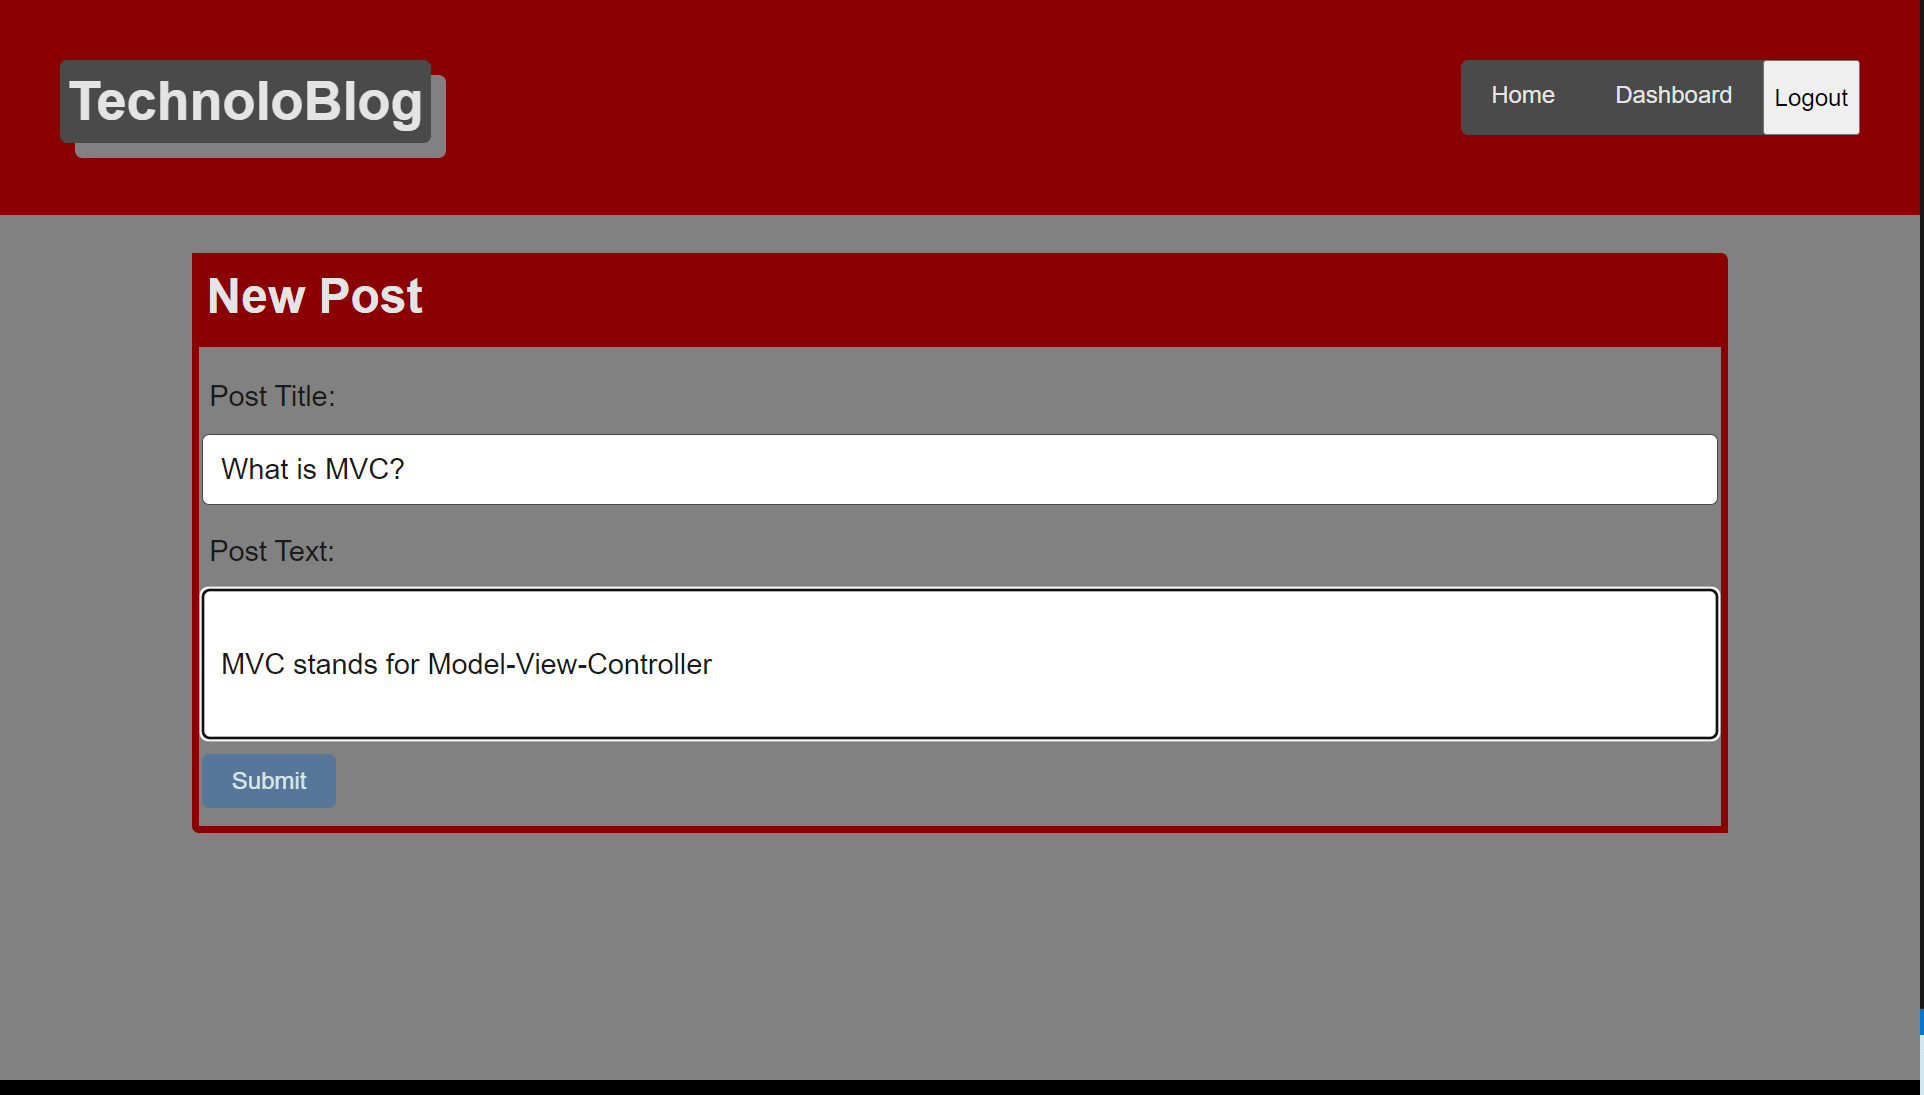 TechnoloBlog
Home Dashboard Logout
New Post
Post Title:
What is MVC?
Post Text:
MVC stands for Model-View-Controller
Submit